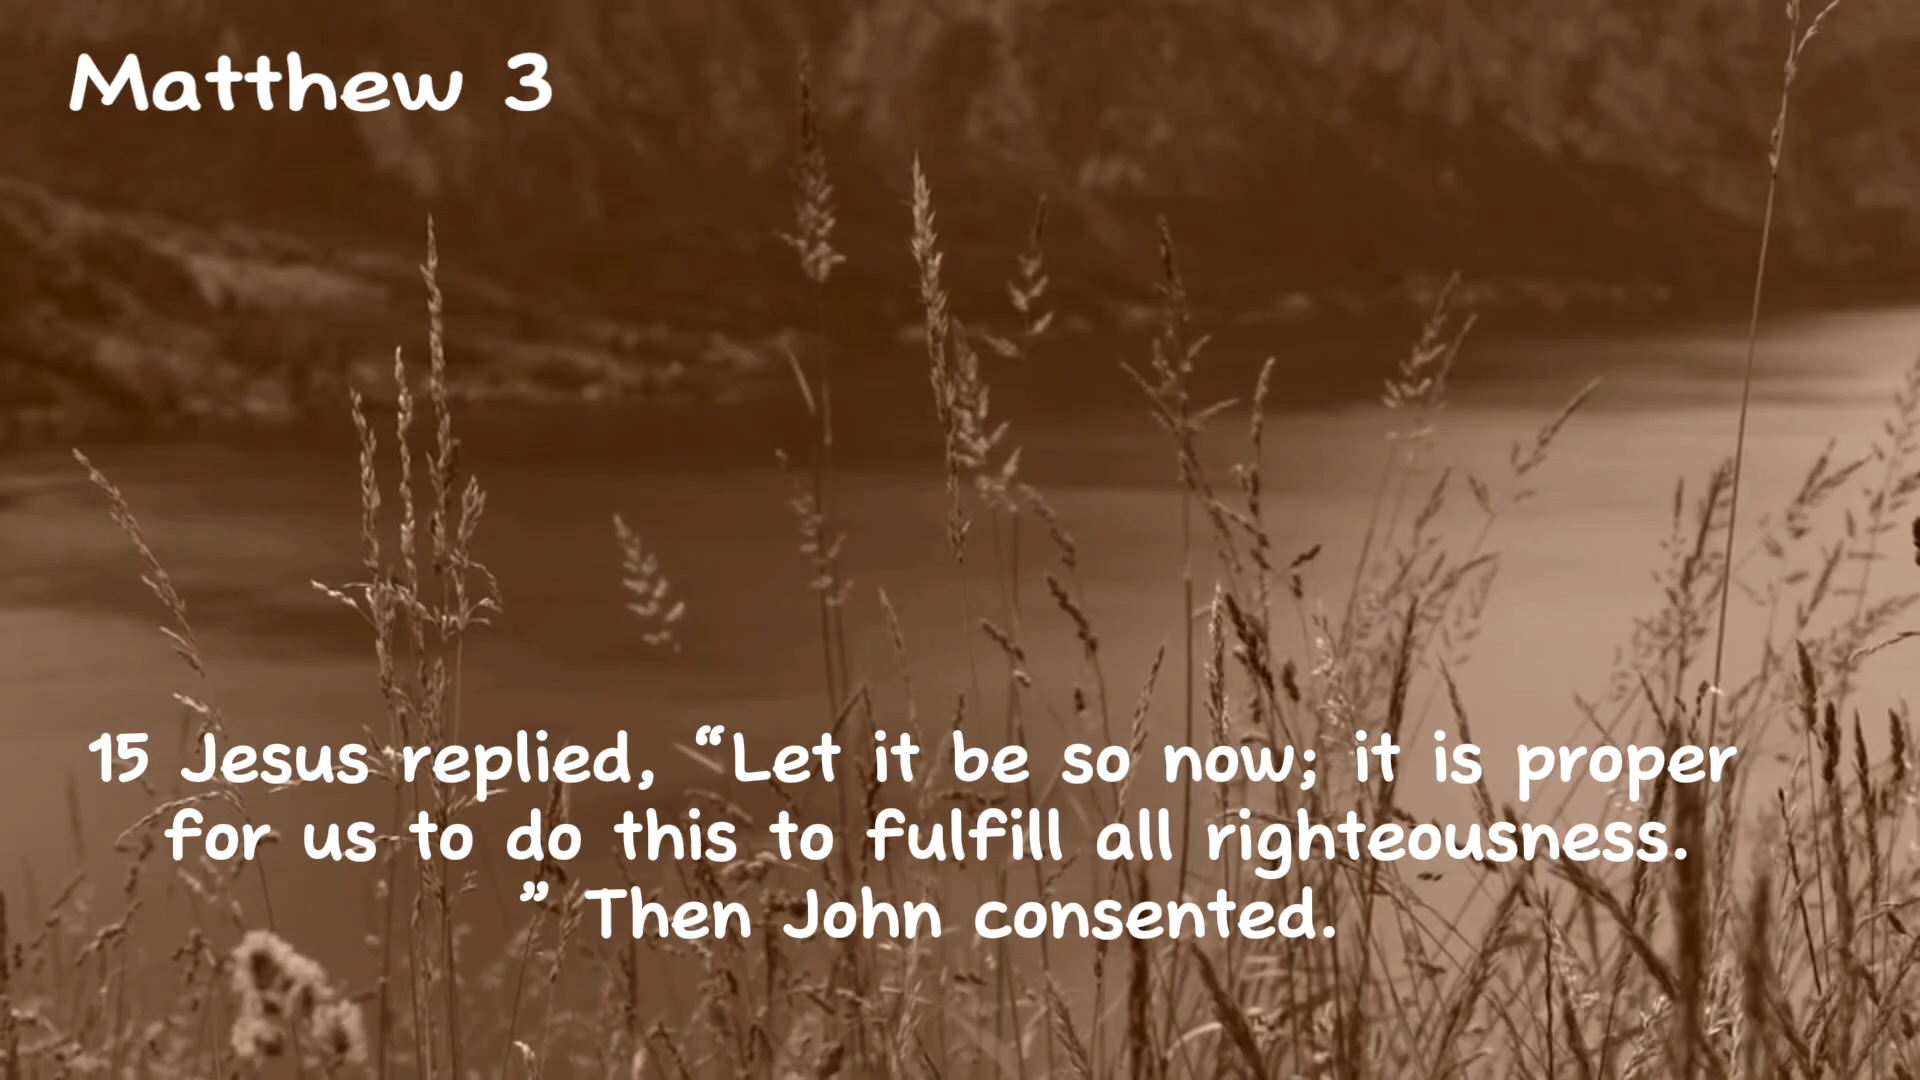 Matthew 3
15 Jesus replied, “Let it be so now; it is proper
for us to do this to fulfill all righteousness.
” Then John consented.